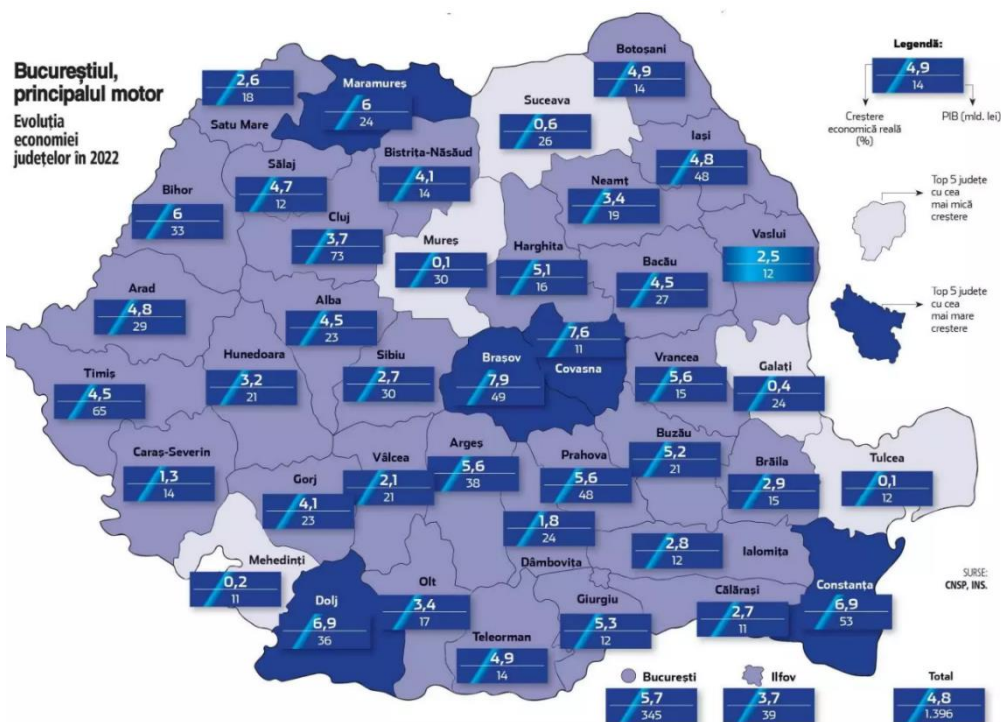 Bucureștiul,
principalul motor
Evoluția
economiei
județelor în 2022
Legendă:
4,9
14
Creștere
economică reală
(%)
PIB (mld. lei)
Top 5 județe
cu cea
mai mică
creștere
Top 5 județe
cu cea
mai mare
creștere
2,6
18
Satu Mare
Maramureș
6
24
Suceava
0,6
26
Botoșani
4,9
14
Iași
4,8
48
Bihor
6
33
Sălaj
4,7
12
Bistrița-Năsăud
4,1
14
Neamț
3,4
19
Cluj
3,7
73
Mureș
0,1
30
Harghita
5,1
16
Bacău
4,5
27
Vaslui
2,5
12
Arad
4,8
29
Alba
4,5
23
Timiș
4,5
65
Hunedoara
3,2
21
Sibiu
2,7
30
Brașov
7,9
49
7,6
11
Covasna
Vrancea
5,6
15
Galați
0,4
24
Caraș-Severin
1,3
14
Gorj
4,1
23
Vâlcea
2,1
21
Argeș
5,6
38
Prahova
5,6
48
Buzău
5,2
21
Brăila
2,9
15
Tulcea
0,1
12
Mehedinți
0,2
11
Dolj
6,9
36
Olt
3,4
17
1,8
24
Dâmbovița
2,8
12
Ialomița
Teleorman
4,9
14
Giurgiu
5,3
12
Călărași
2,7
11
Constanța
6,9
53
SURSE:
CNSP, INS.
București
5,7
345
Ilfov
3,7
39
Total
4,8
1.396